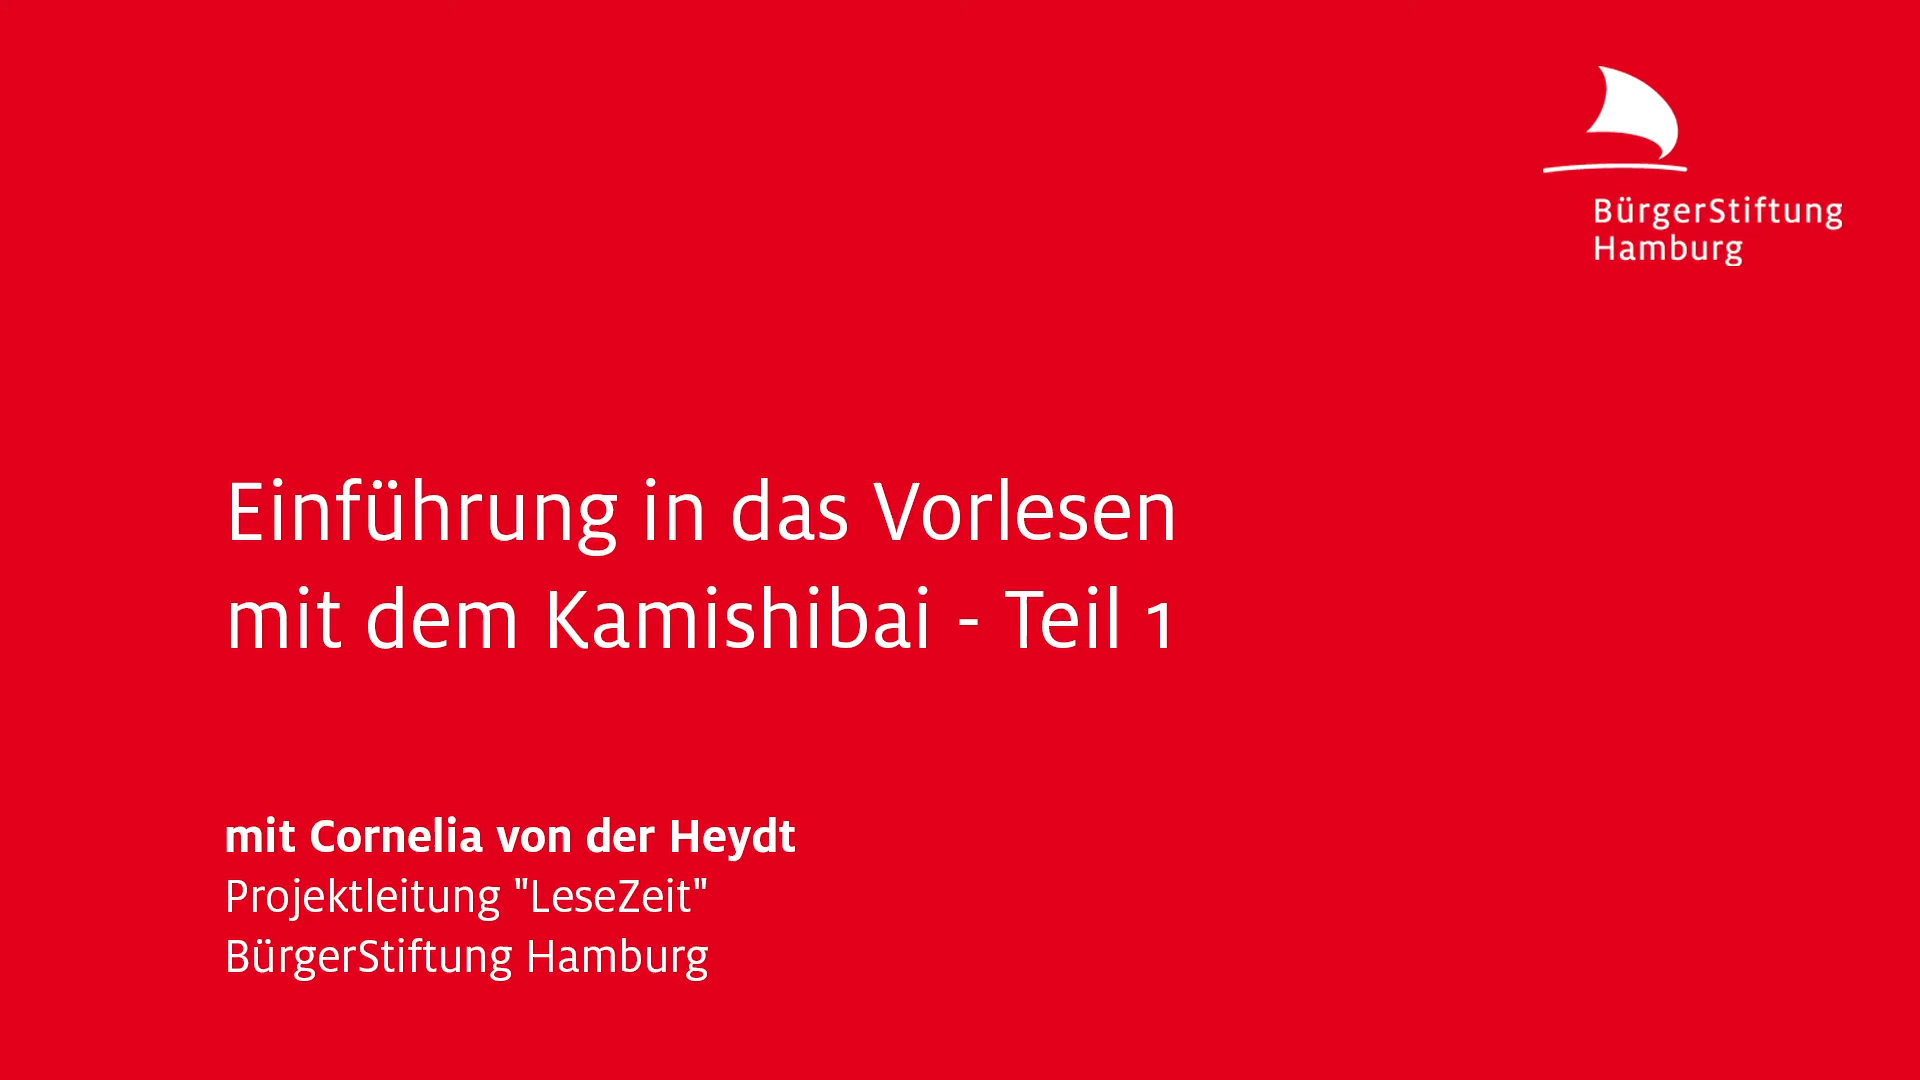 BürgerStiftung
Hamburg
Einführung in das Vorlesen
mit dem Kamishibai - Teil 1
mit Cornelia von der Heydt
Projektleitung "LeseZeit"
BürgerStiftung Hamburg